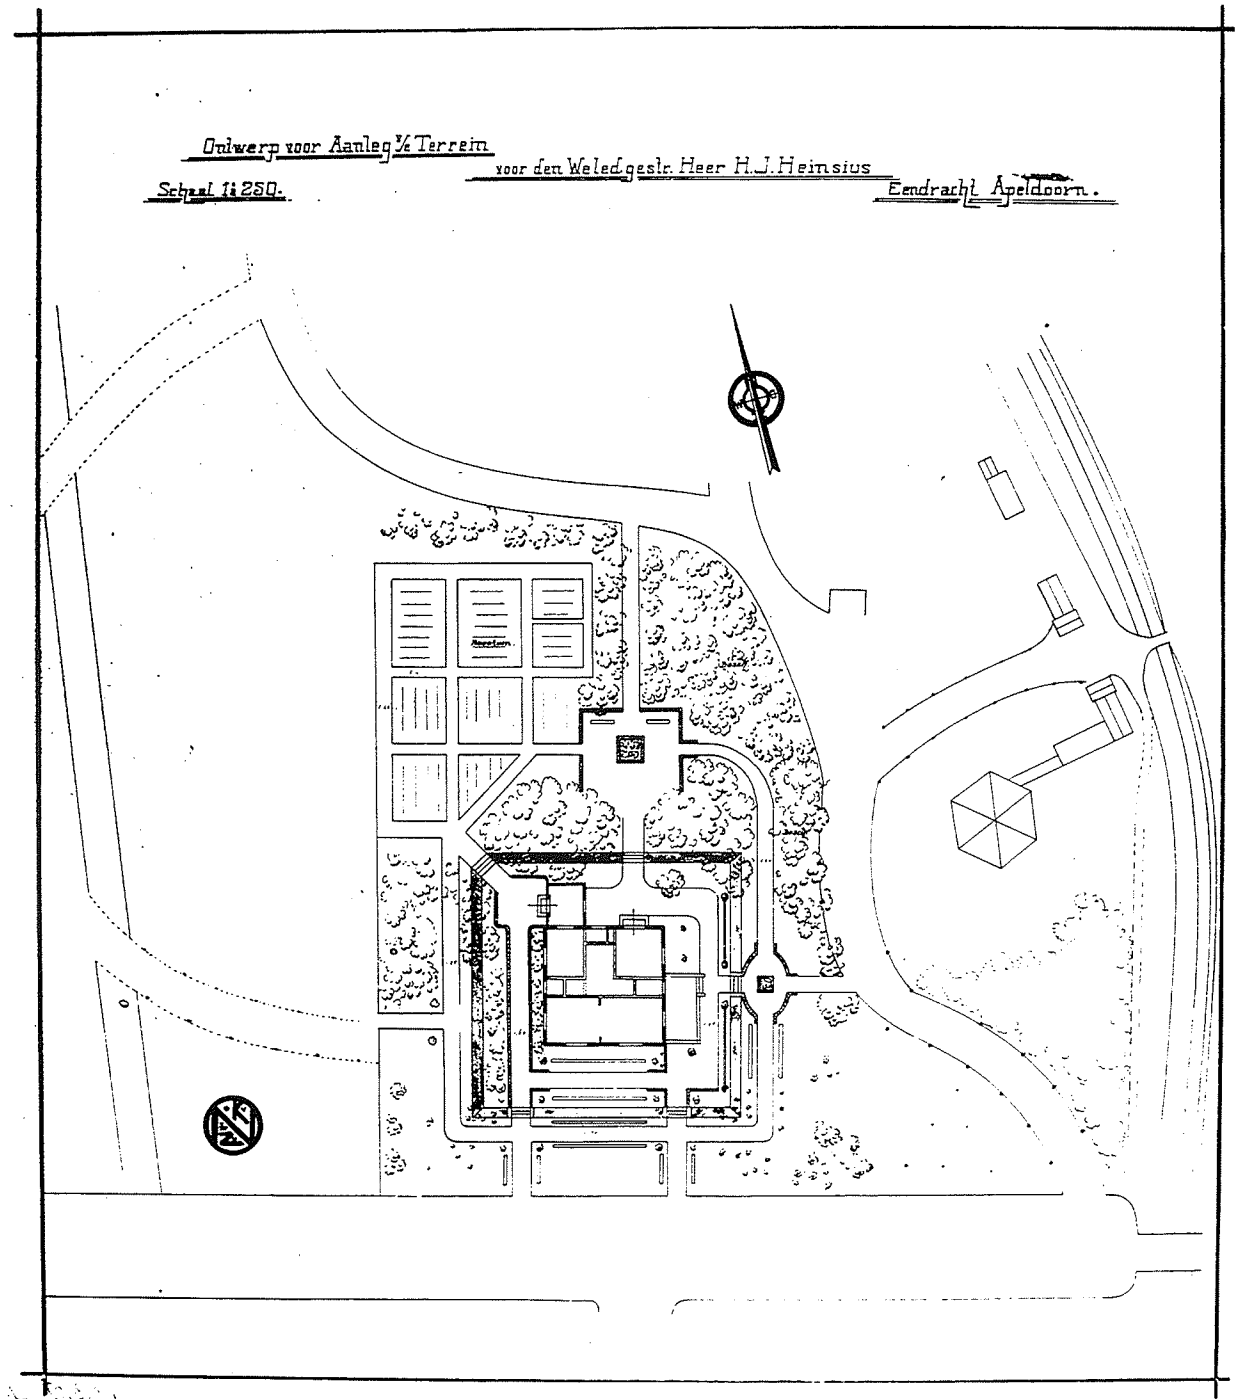 Ontwerp voor Aanleg v/e Terrein
voor den Weledgestr. Heer H.J. Heinsius
Schaal 1 à 250.
Eendracht Apeldoorn.